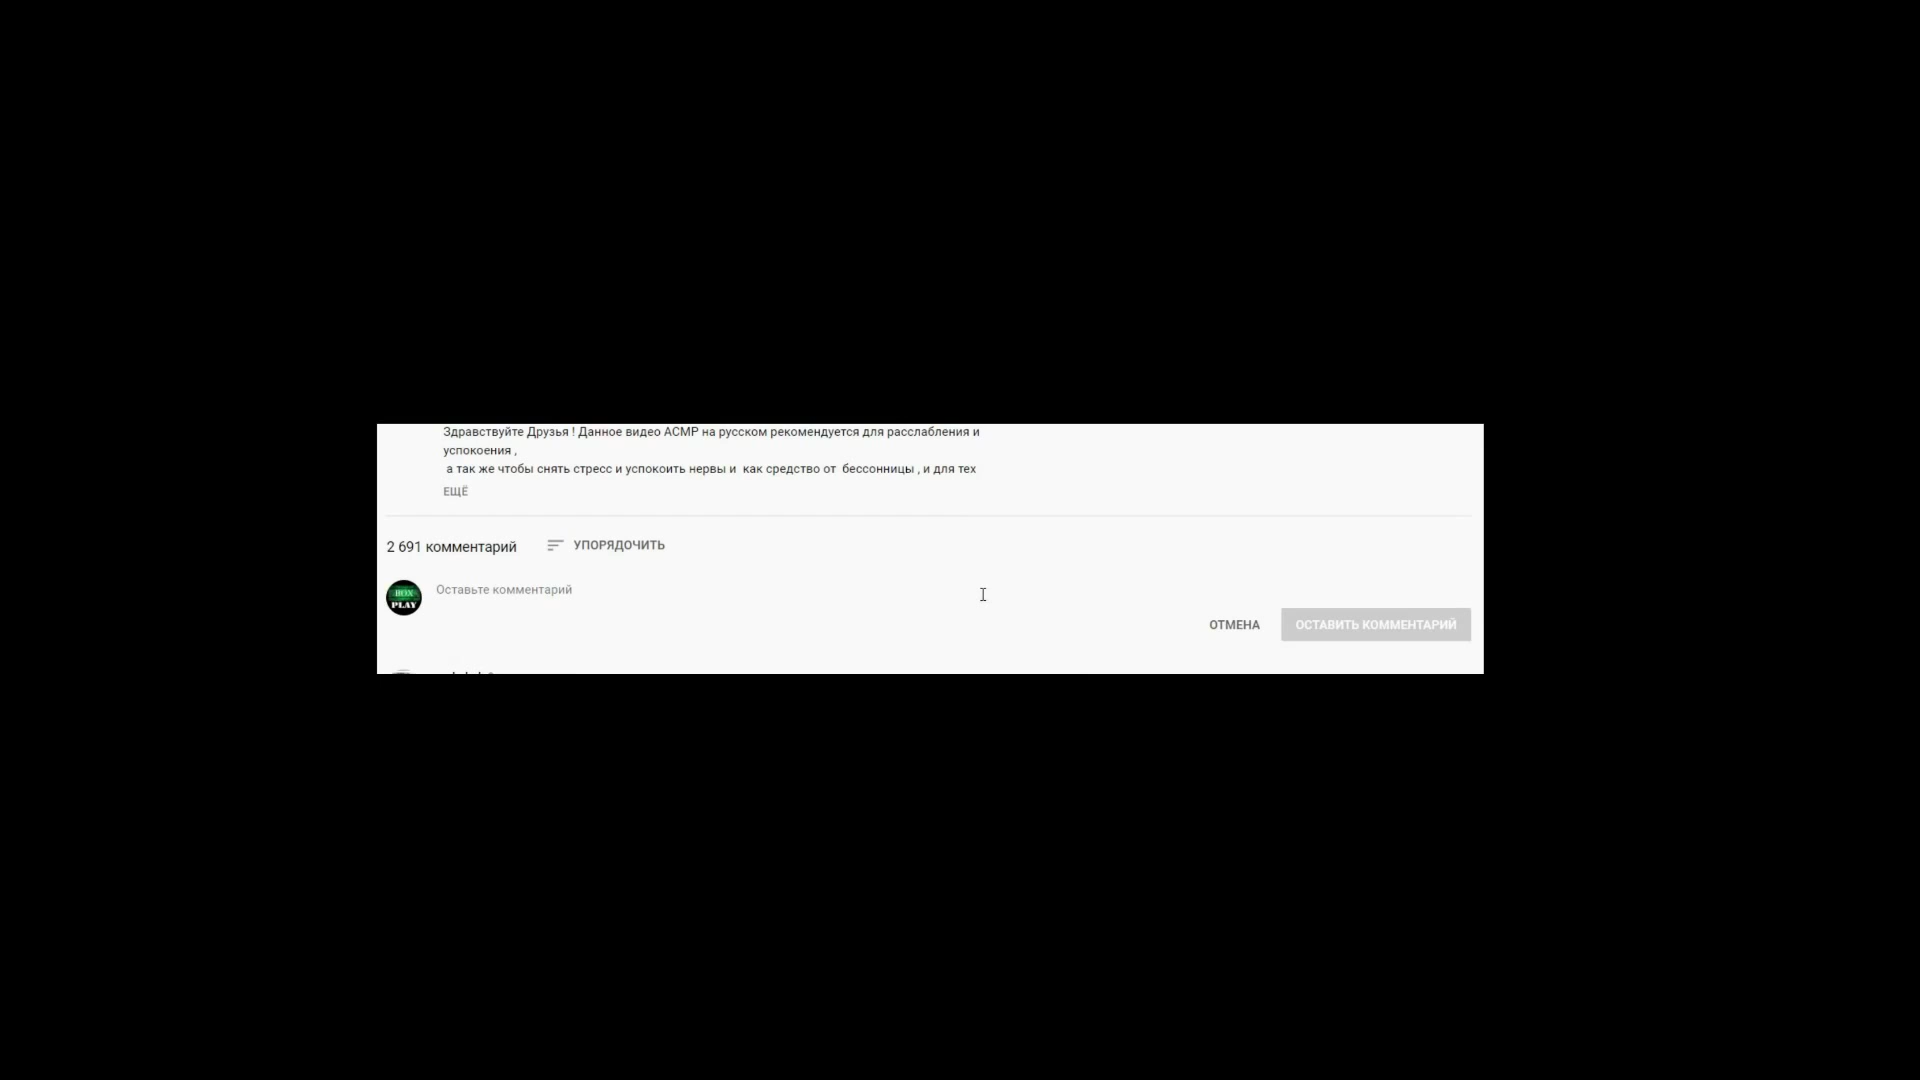 Здравствуйте Друзья ! Данное видео АСМР на русском рекомендуется для расслабления и
успокоения ,
а так же чтобы снять стресс и успокоить нервы и как средство от бессонницы , и для тех
ЕЩЁ
2 691 комментарий УПОРЯДОЧИТЬ
BOX
PLAY
Оставьте комментарий
ОТМЕНА ОСТАВИТЬ КОММЕНТАРИЙ